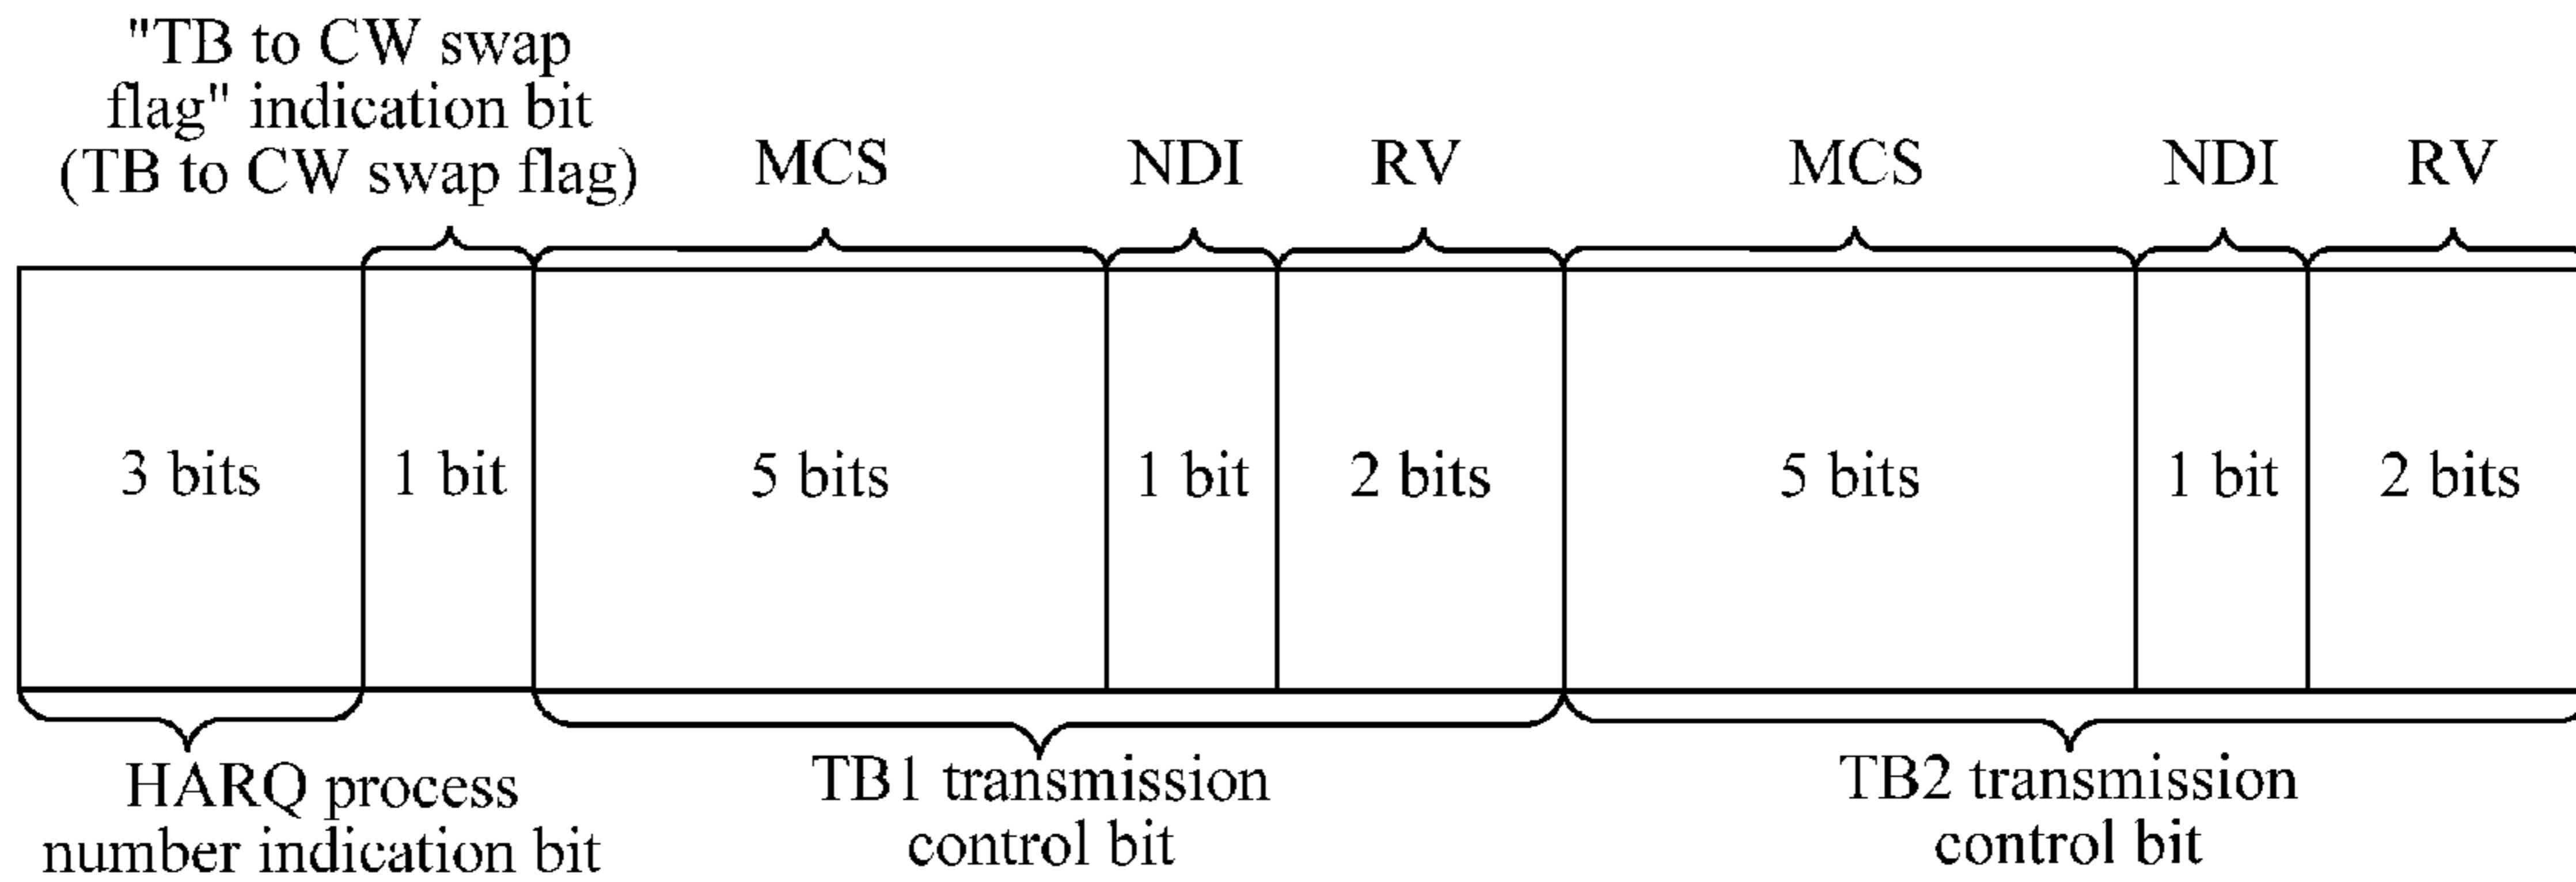 "TB to CW swap
flag" indication bit
(TB to CW swap flag)
MCS
NDI
RV
MCS
NDI
RV
3 bits
1 bit
5 bits
1 bit
2 bits
5 bits
1 bit
2 bits
HARQ process
number indication bit
TB1 transmission
control bit
TB2 transmission
control bit